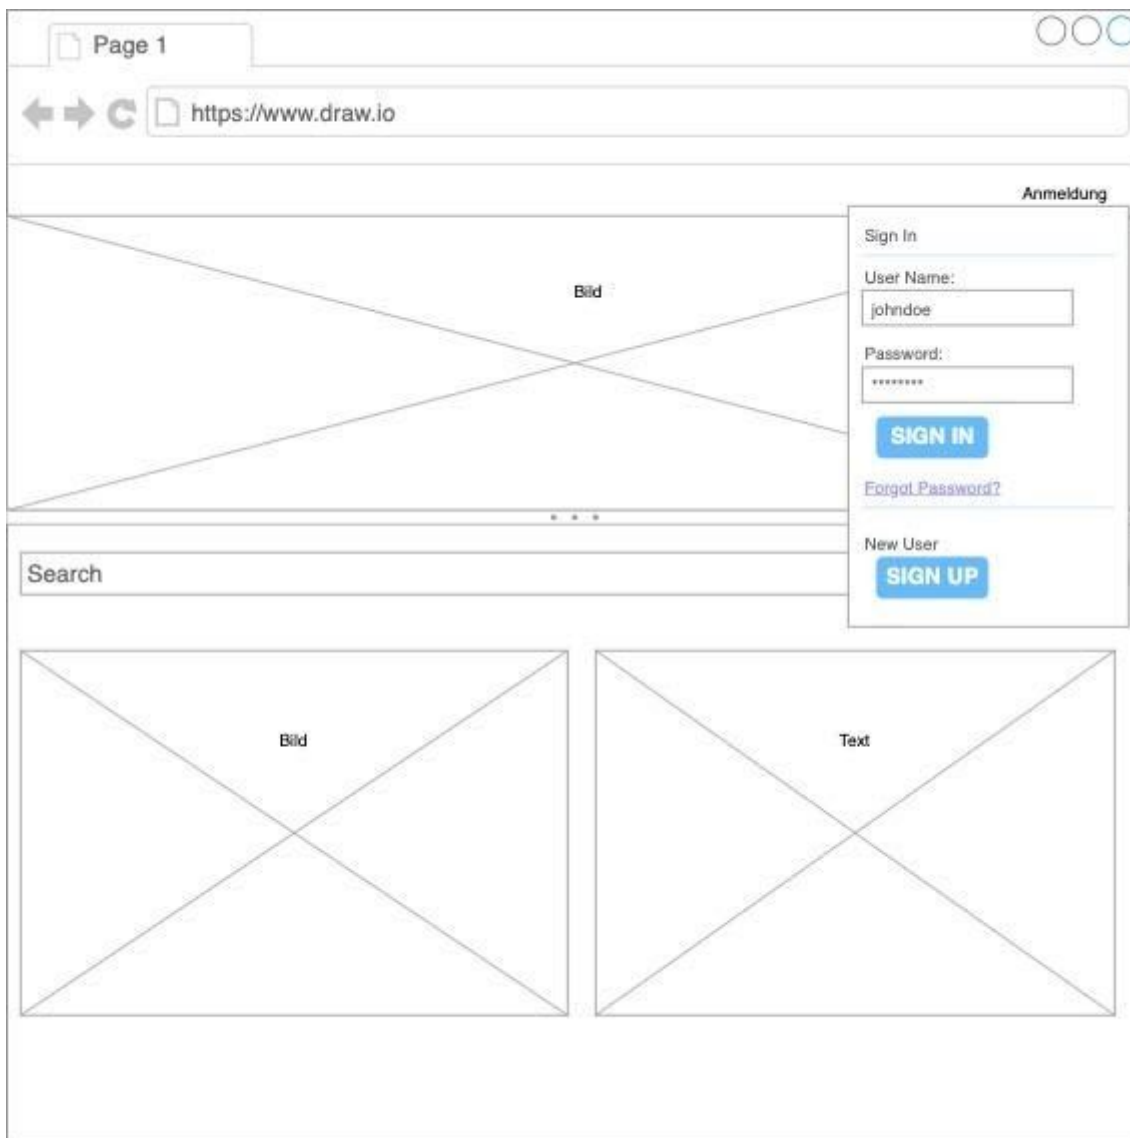 Page 1
https://www.draw.io
Anmeldung
Sign In
User Name:
johndoe
Password:
********
SIGN IN
Forgot Password?
New User
SIGN UP
Bild
Search
Bild
Text